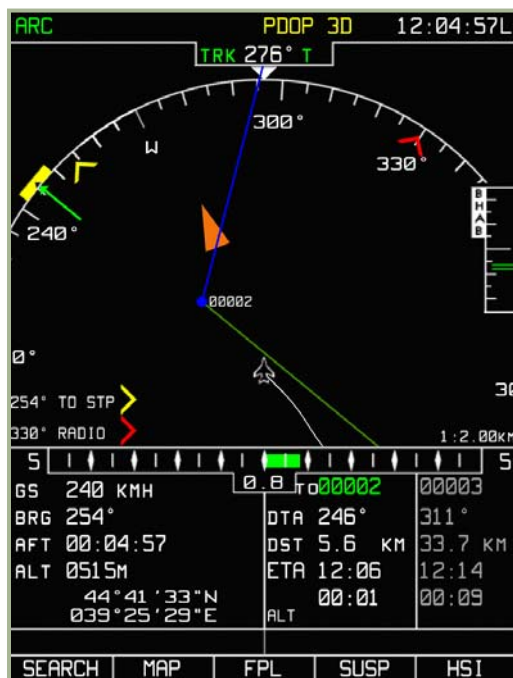 ARC PDOP 3D 12:04:57L
TRK 276° T
300°
W
330°
240°
B
H
A
B
00002
0°
30
254° TO STP
330° RADIO
1:2.00KM
5 5
0.8
GS 240 KMH TO 00002 00003
BRG 254° DTA 246° 311°
AFT 00:04:57 DST 5.6 KM 33.7 KM
ALT 0515M ETA 12:06 12:14
44°41'33"N 00:01 00:09
039°25'29"E ALT
SEARCH MAP FPL SUSP HSI